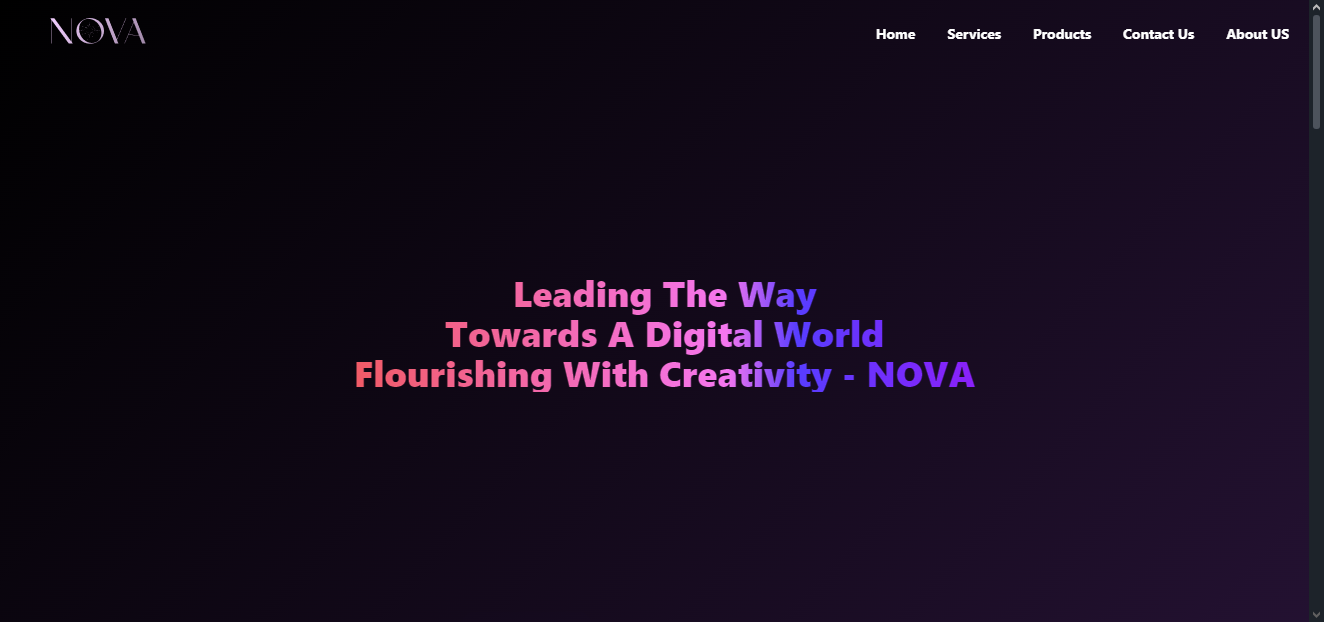 NOVA
Home Services Products Contact Us About US
Leading The Way
Towards A Digital World
Flourishing With Creativity - NOVA